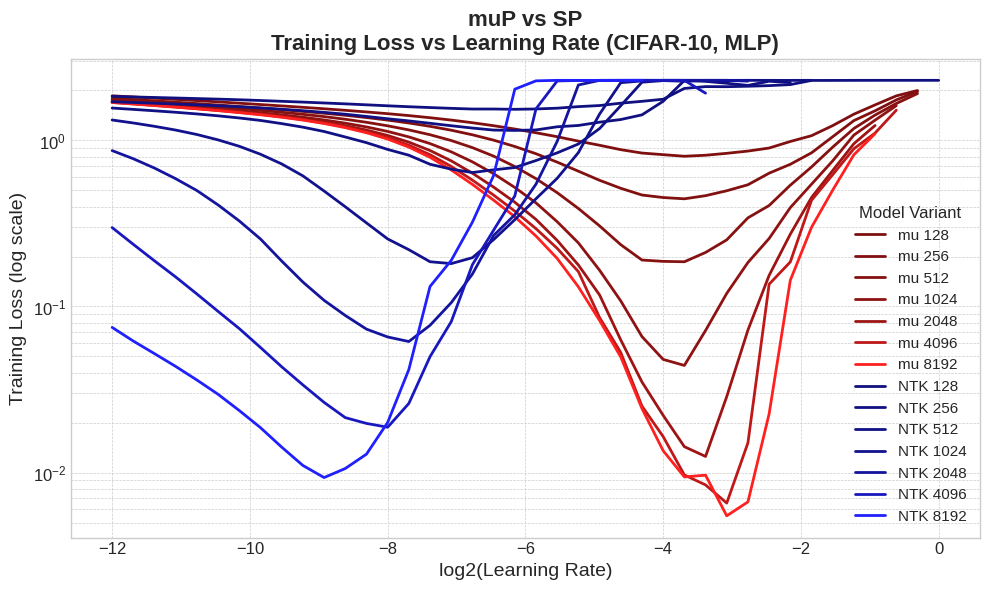 muP vs SP
Training Loss vs Learning Rate (CIFAR-10, MLP)
Training Loss (log scale)
10⁰
10⁻¹
10⁻²
Model Variant
mu 128
mu 256
mu 512
mu 1024
mu 2048
mu 4096
mu 8192
NTK 128
NTK 256
NTK 512
NTK 1024
NTK 2048
NTK 4096
NTK 8192
−12 −10 −8 −6 −4 −2 0
log2(Learning Rate)